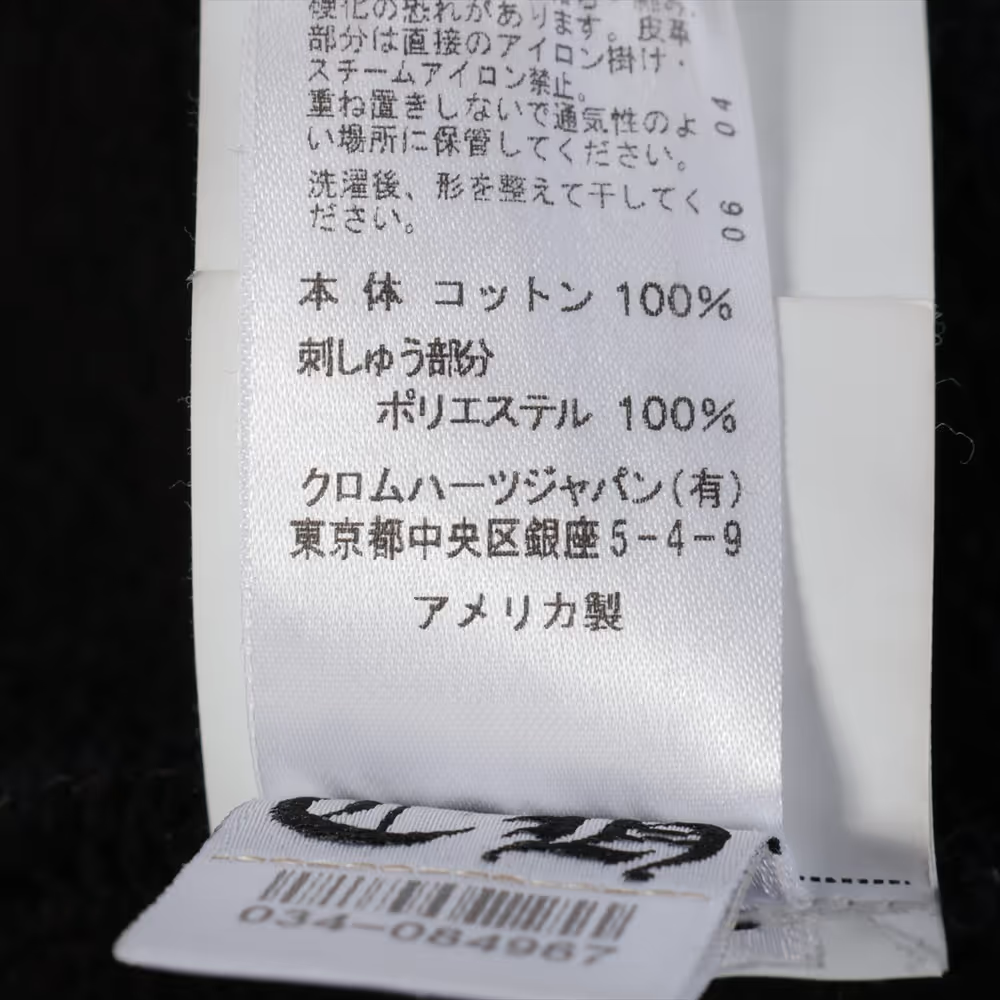 硬化の恐れがあります。皮革
部分は直接のアイロン掛け・
スチームアイロン禁止。
重ね置きしないで通気性のよ
い場所に保管してください。
洗濯後、形を整えて干してく
ださい。
04
06
本体 コットン 100%
刺しゅう部分
ポリエステル 100%
クロムハーツジャパン(有)
東京都中央区銀座5-4-9
アメリカ製
CH
034-084967